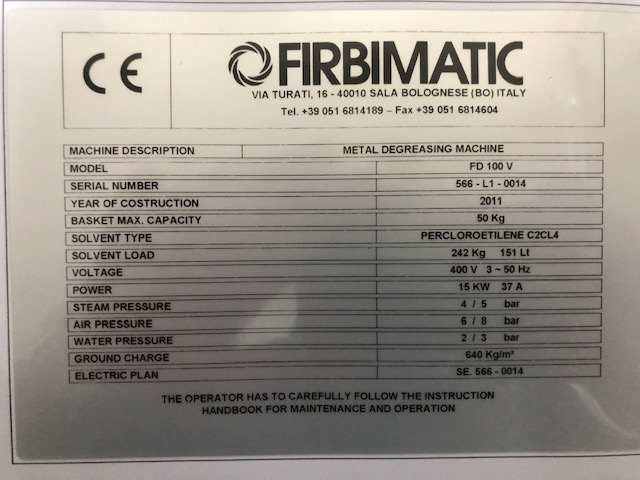 CE
FIRBIMATIC
VIA TURATI, 16 - 40010 SALA BOLOGNESE (BO) ITALY
Tel. +39 051 6814189 – Fax +39 051 6814604
MACHINE DESCRIPTION METAL DEGREASING MACHINE
MODEL FD 100 V
SERIAL NUMBER 566 - L1 - 0014
YEAR OF COSTRUCTION 2011
BASKET MAX. CAPACITY 50 Kg
SOLVENT TYPE PERCLOROETILENE C2CL4
SOLVENT LOAD 242 Kg 151 Lt
VOLTAGE 400 V 3 ~ 50 Hz
POWER 15 KW 37 A
STEAM PRESSURE 4 / 5 bar
AIR PRESSURE 6 / 8 bar
WATER PRESSURE 2 / 3 bar
GROUND CHARGE 640 Kg/m²
ELECTRIC PLAN SE. 566 - 0014
THE OPERATOR HAS TO CAREFULLY FOLLOW THE INSTRUCTION
HANDBOOK FOR MAINTENANCE AND OPERATION